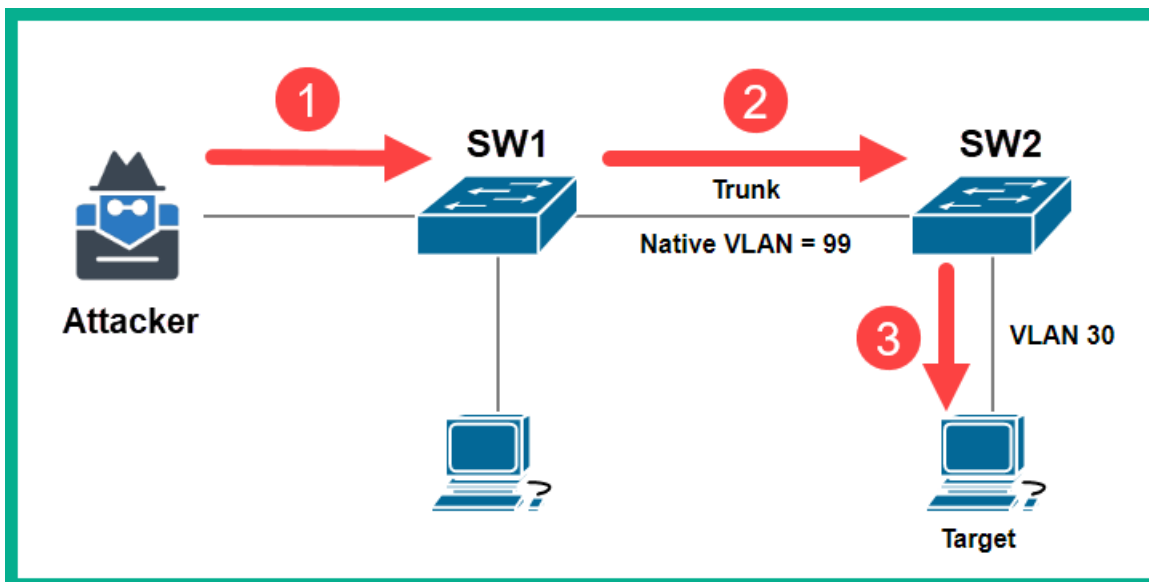 1
2
SW1
SW2
Trunk
Native VLAN = 99
Attacker
3
VLAN 30
Target